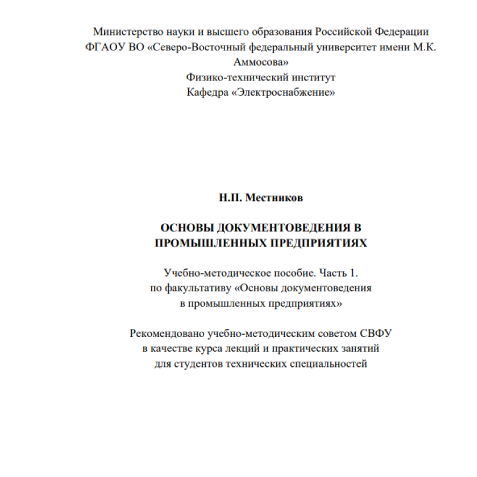 Министерство науки и высшего образования Российской Федерации
ФГАОУ ВО «Северо-Восточный федеральный университет имени М.К.
Аммосова»
Физико-технический институт
Кафедра «Электроснабжение»
Н.П. Местников
ОСНОВЫ ДОКУМЕНТОВЕДЕНИЯ В
ПРОМЫШЛЕННЫХ ПРЕДПРИЯТИЯХ
Учебно-методическое пособие. Часть 1.
по факультативу «Основы документоведения
в промышленных предприятиях»
Рекомендовано учебно-методическим советом СВФУ
в качестве курса лекций и практических занятий
для студентов технических специальностей